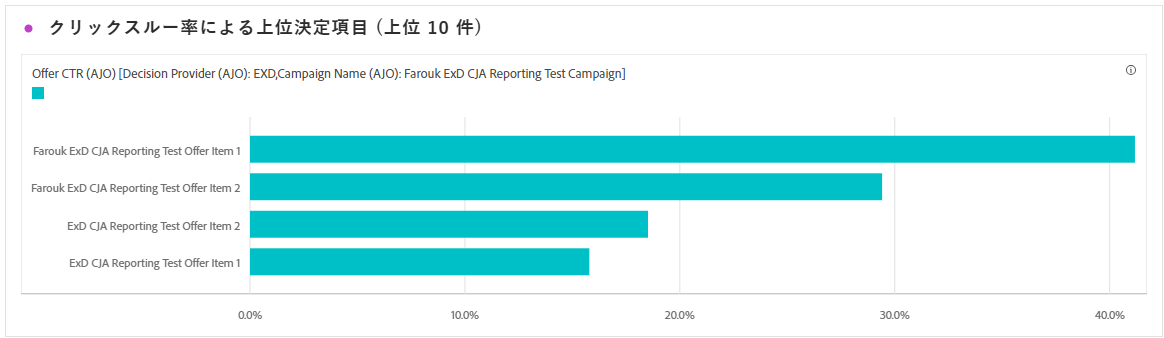 クリックスルー率による上位決定項目 (上位 10 件)
Offer CTR (AJO) [Decision Provider (AJO): EXD,Campaign Name (AJO): Farouk ExD CJA Reporting Test Campaign]
Farouk ExD CJA Reporting Test Offer Item 1
Farouk ExD CJA Reporting Test Offer Item 2
ExD CJA Reporting Test Offer Item 2
ExD CJA Reporting Test Offer Item 1
0.0% 10.0% 20.0% 30.0% 40.0%